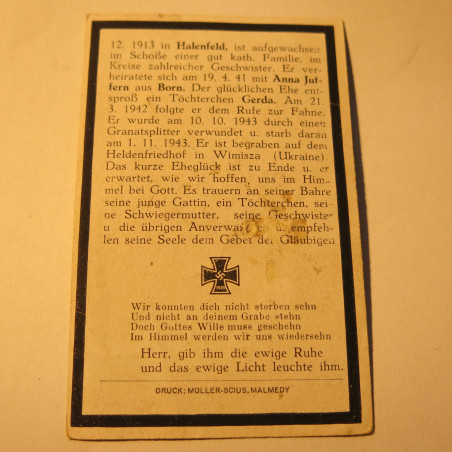 12. 1913 in Halenfeld, ist aufgewachsen
im Schoße einer gut kath. Familie, im
Kreise zahlreicher Geschwister. Er ver-
heiratete sich am 19. 4. 41 mit Anna Juf-
fern aus Born. Der glücklichen Ehe ent-
sproß ein Töchterchen Gerda. Am 21.
3. 1942 folgte er dem Rufe zur Fahne.
Er wurde am 10. 10. 1943 durch einen
Granatsplitter verwundet u. starb daran
am 1. 11. 1943. Er ist begraben auf dem
Heldenfriedhof in Wimisza (Ukraine).
Das kurze Eheglück ist zu Ende u. er
erwartet, wie wir hoffen, uns im Him-
mel bei Gott. Es trauern an seiner Bahre
seine junge Gattin, ein Töchterchen, sei-
ne Schwiegermutter, seine Geschwister
u die übrigen Anverwandten u. empfeh-
len seine Seele dem Gebet der Gläubigen.
Wir konnten dich nicht sterben sehn
Und nicht an deinem Grabe stehn
Doch Gottes Wille muss geschehn
Im Himmel werden wir uns wiedersehn
Herr, gib ihm die ewige Ruhe
und das ewige Licht leuchte ihm.
DRUCK: MÜLLER-SCIUS, MALMEDY